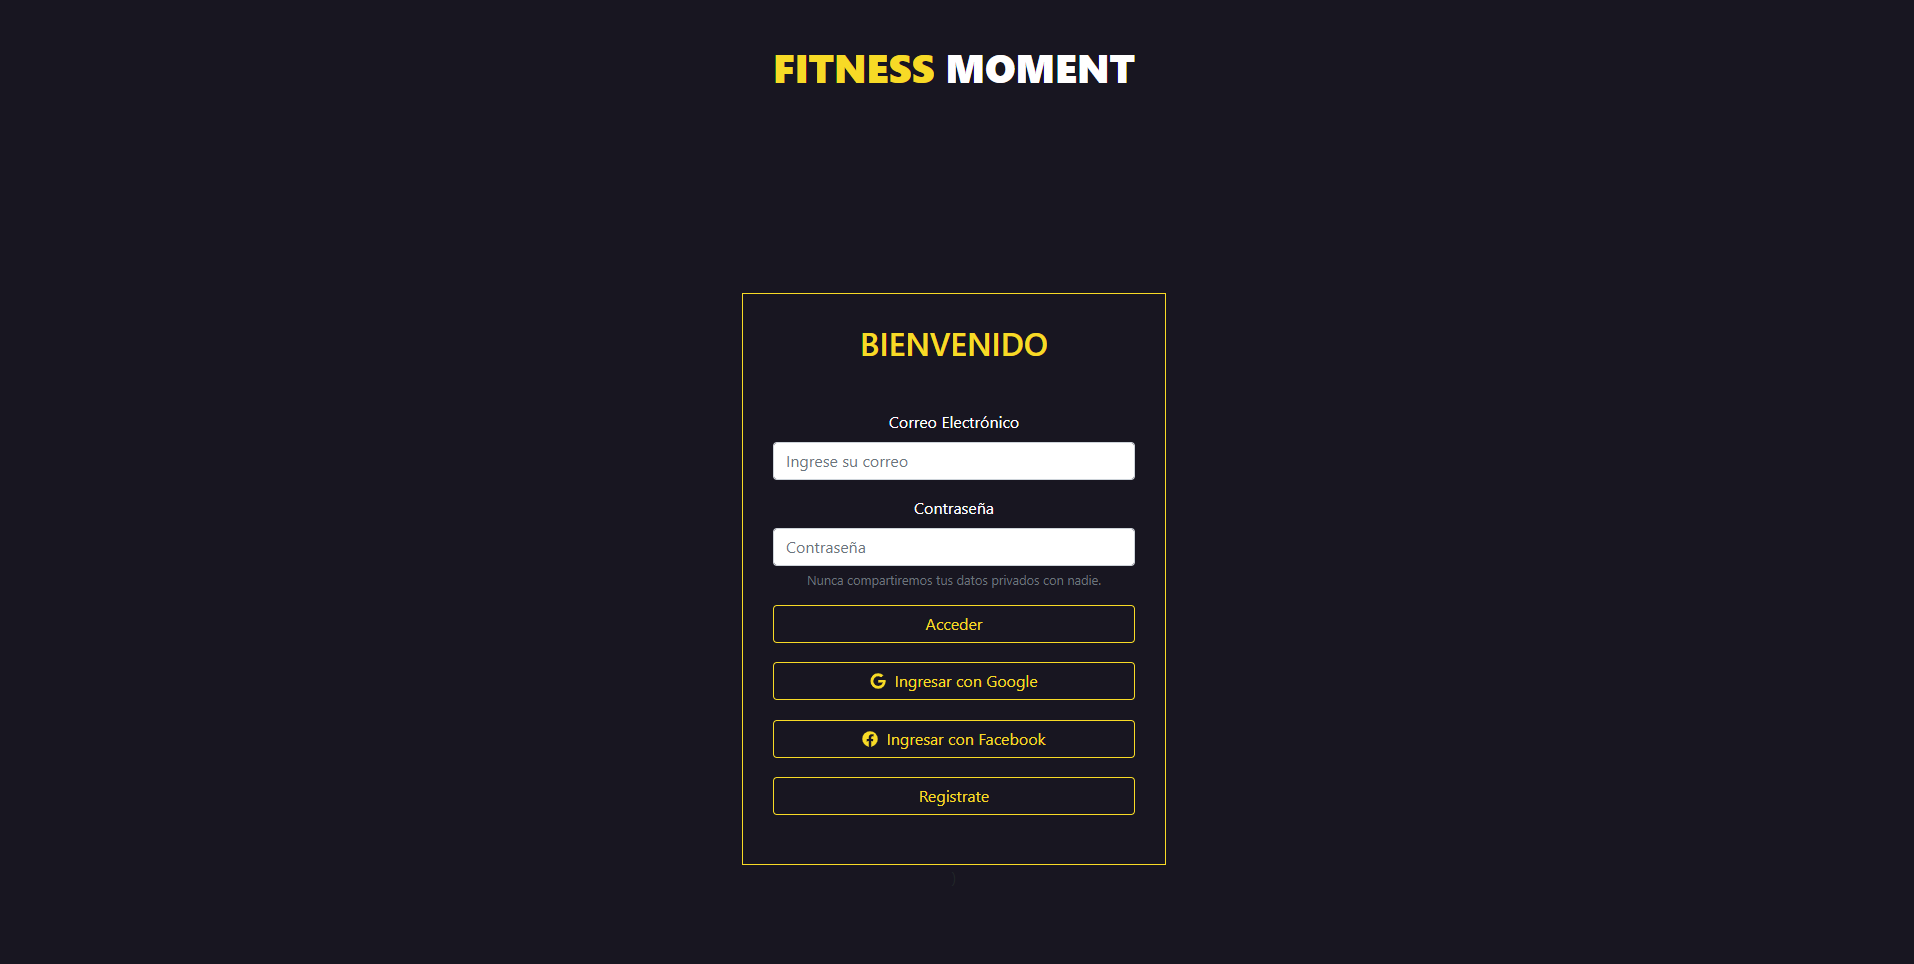 FITNESS MOMENT
BIENVENIDO
Correo Electrónico
Ingrese su correo
Contraseña
Contraseña
Nunca compartiremos tus datos privados con nadie.
Acceder
Ingresar con Google
Ingresar con Facebook
Registrate
)